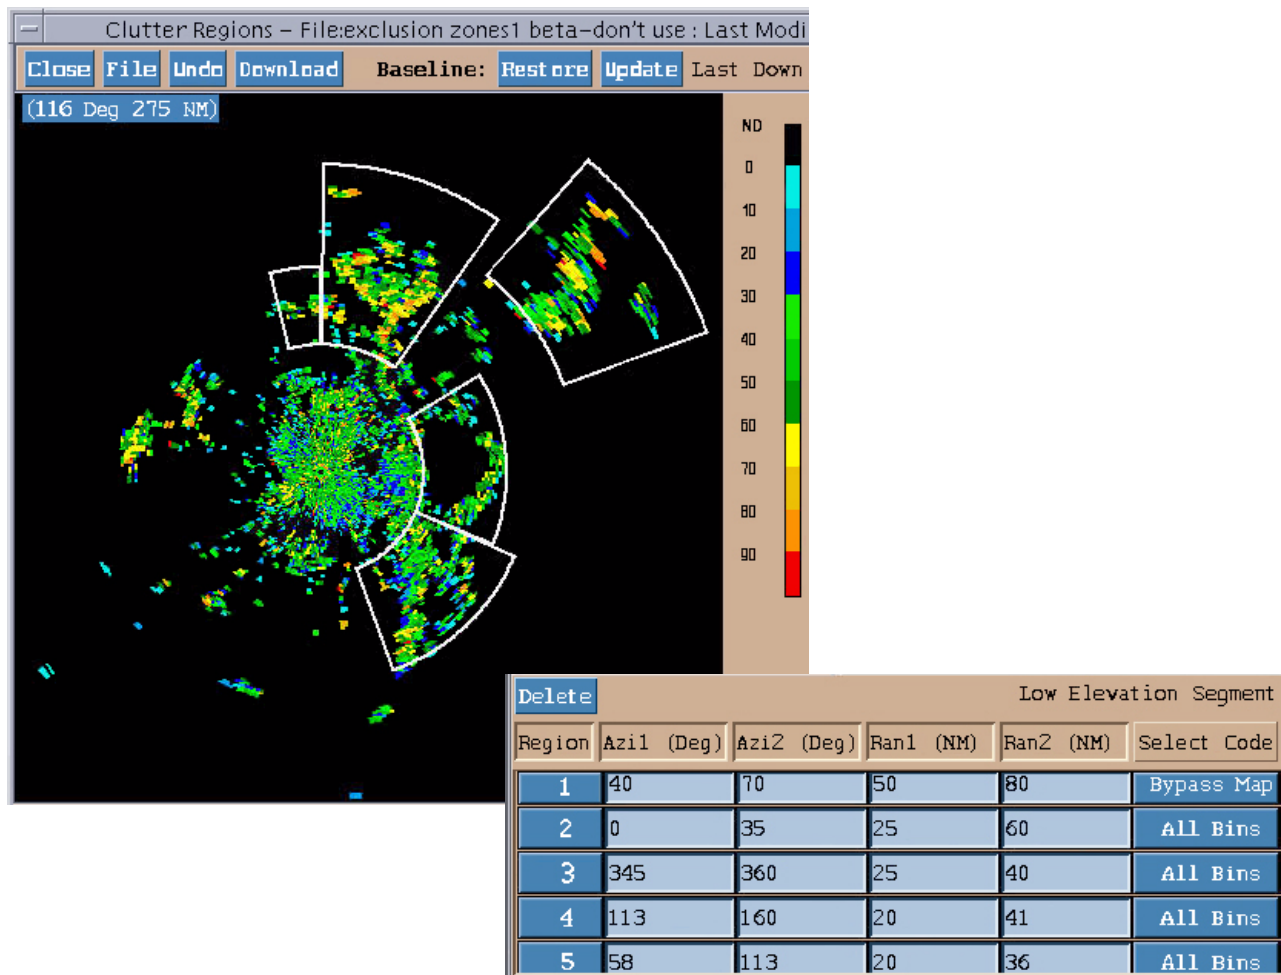 Clutter Regions – File:exclusion zones1 beta–don't use : Last Modi
Close File Undo Download Baseline: Restore Update Last Down
(116 Deg 275 NM)
ND
0
10
20
30
40
50
60
70
80
90
Delete Low Elevation Segment
Region Azi1 (Deg) Azi2 (Deg) Ran1 (NM) Ran2 (NM) Select Code
1 40 70 50 80 Bypass Map
2 0 35 25 60 All Bins
3 345 360 25 40 All Bins
4 113 160 20 41 All Bins
5 58 113 20 36 All Bins